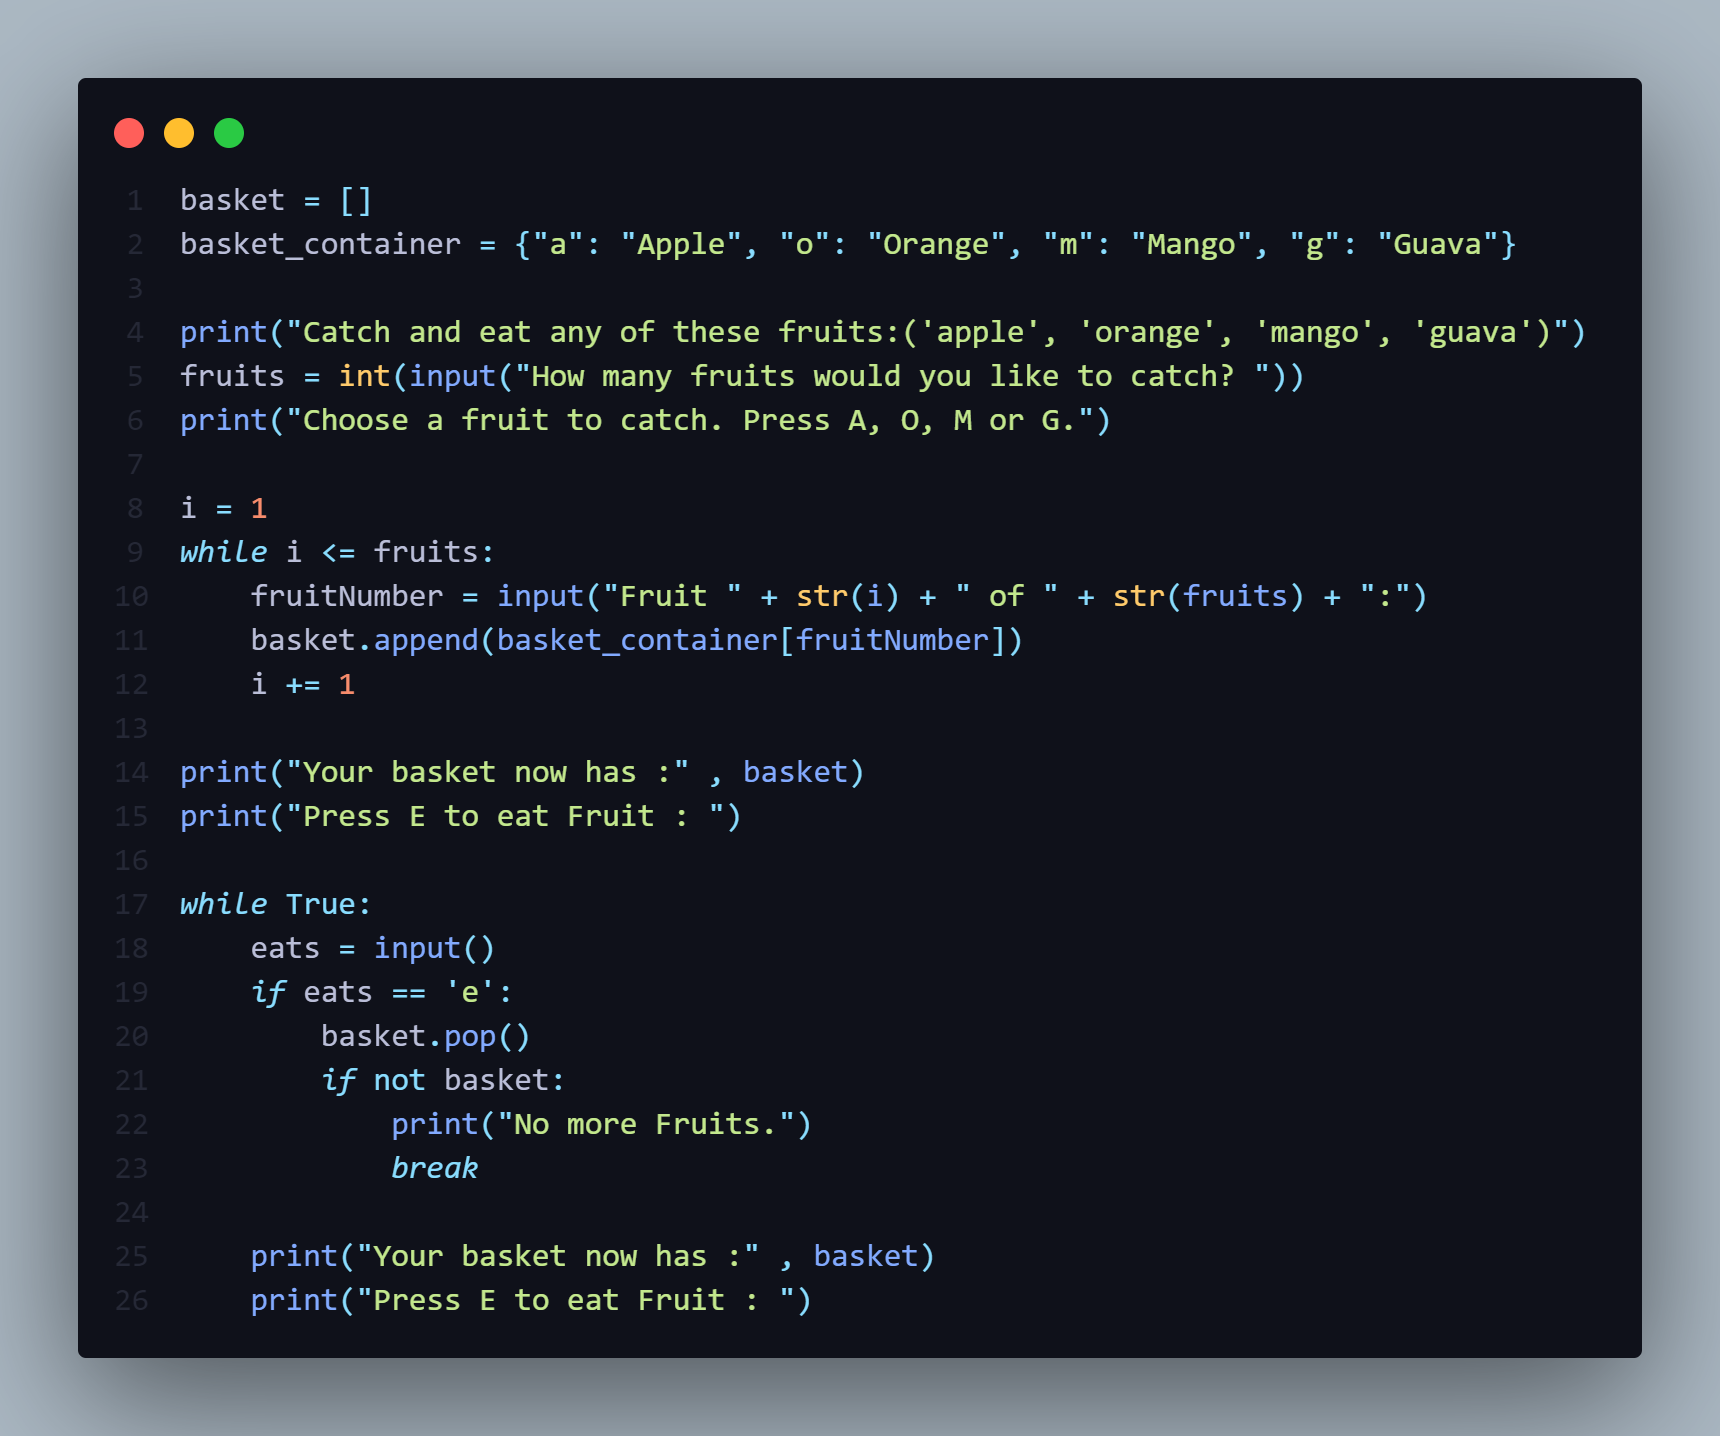 1 basket = []
2 basket_container = {"a": "Apple", "o": "Orange", "m": "Mango", "g": "Guava"}
3
4 print("Catch and eat any of these fruits:('apple', 'orange', 'mango', 'guava')")
5 fruits = int(input("How many fruits would you like to catch? "))
6 print("Choose a fruit to catch. Press A, O, M or G.")
7
8 i = 1
9 while i <= fruits:
10     fruitNumber = input("Fruit " + str(i) + " of " + str(fruits) + ":")
11     basket.append(basket_container[fruitNumber])
12     i += 1
13
14 print("Your basket now has :" , basket)
15 print("Press E to eat Fruit : ")
16
17 while True:
18     eats = input()
19     if eats == 'e':
20         basket.pop()
21         if not basket:
22             print("No more Fruits.")
23             break
24
25     print("Your basket now has :" , basket)
26     print("Press E to eat Fruit : ")